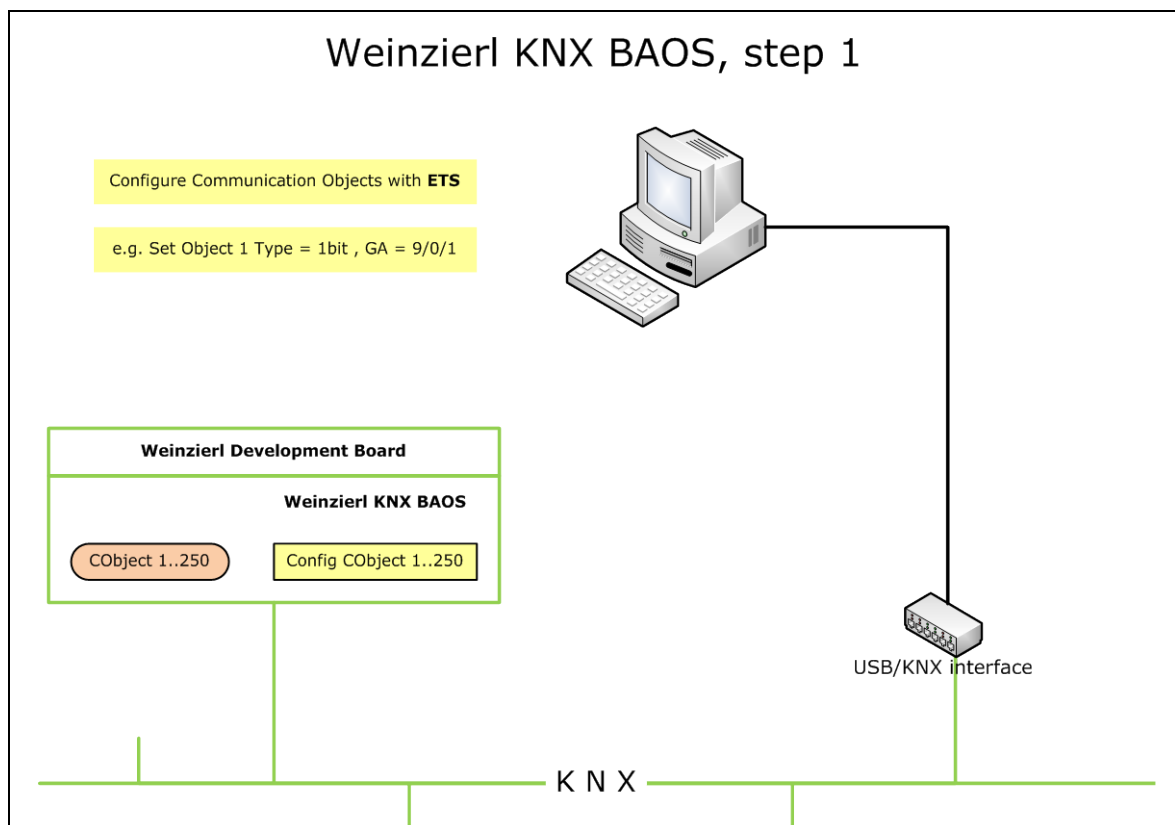 Weinzierl KNX BAOS, step 1
Configure Communication Objects with ETS
e.g. Set Object 1 Type = 1bit , GA = 9/0/1
Weinzierl Development Board
Weinzierl KNX BAOS
CObject 1..250
Config CObject 1..250
USB/KNX interface
K N X